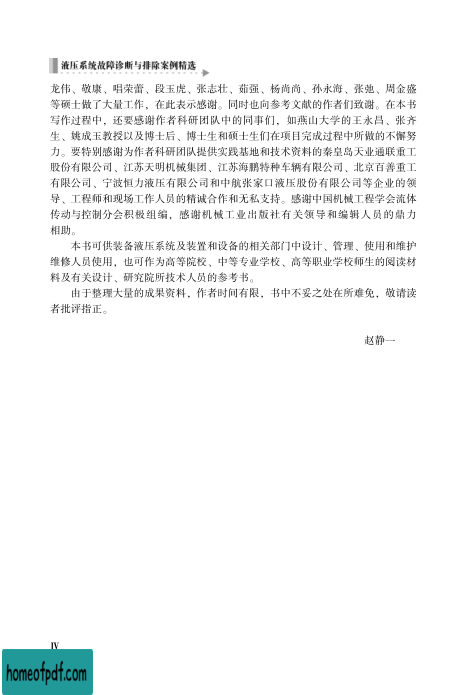 液压系统故障诊断与排除案例精选
龙伟、敬康、唱荣蕾、段玉虎、张志壮、茹强、杨尚尚、孙永海、张弛、周金盛
等硕士做了大量工作，在此表示感谢。同时也向参考文献的作者们致谢。在本书
写作过程中，还要感谢作者科研团队中的同事们，如燕山大学的王永昌、张齐
生、姚成玉教授以及博士后、博士生和硕士生们在项目完成过程中所做的不懈努
力。要特别感谢为作者科研团队提供实践基地和技术资料的秦皇岛天业通联重工
股份有限公司、江苏天明机械集团、江苏海鹏特种车辆有限公司、北京百善重工
有限公司、宁波恒力液压有限公司和中航张家口液压股份有限公司等企业的领
导、工程师和现场工作人员的精诚合作和无私支持。感谢中国机械工程学会流体
传动与控制分会积极组编，感谢机械工业出版社有关领导和编辑人员的鼎力
相助。
本书可供装备液压系统及装置和设备的相关部门中设计、管理、使用和维护
维修人员使用，也可作为高等院校、中等专业学校、高等职业学校师生的阅读材
料及有关设计、研究院所技术人员的参考书。
由于整理大量的成果资料，作者时间有限，书中不妥之处在所难免，敬请读
者批评指正。
赵静一
IV
homeofpdf.com